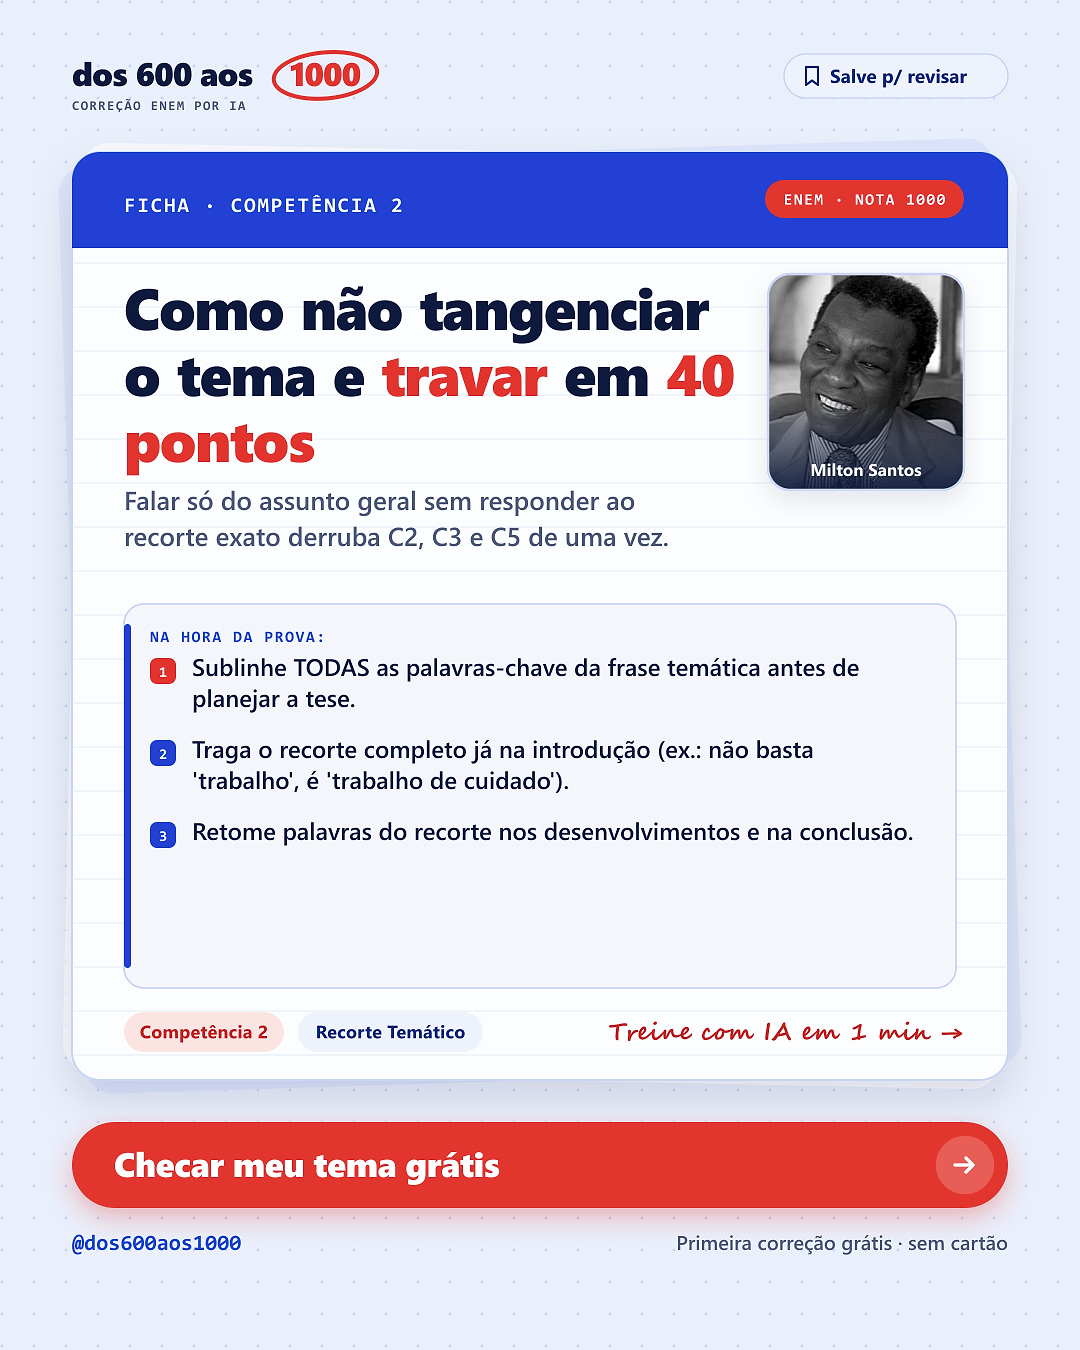 dos 600 aos 1000
CORREÇÃO ENEM POR IA
Salve p/ revisar
FICHA · COMPETÊNCIA 2
ENEM · NOTA 1000
Como não tangenciar
o tema e travar em 40
pontos
Milton Santos
Falar só do assunto geral sem responder ao
recorte exato derruba C2, C3 e C5 de uma vez.
NA HORA DA PROVA:
1 Sublinhe TODAS as palavras-chave da frase temática antes de
planejar a tese.
2 Traga o recorte completo já na introdução (ex.: não basta
'trabalho', é 'trabalho de cuidado').
3 Retome palavras do recorte nos desenvolvimentos e na conclusão.
Competência 2
Recorte Temático
Treine com IA em 1 min →
Checar meu tema grátis →
@dos600aos1000
Primeira correção grátis · sem cartão